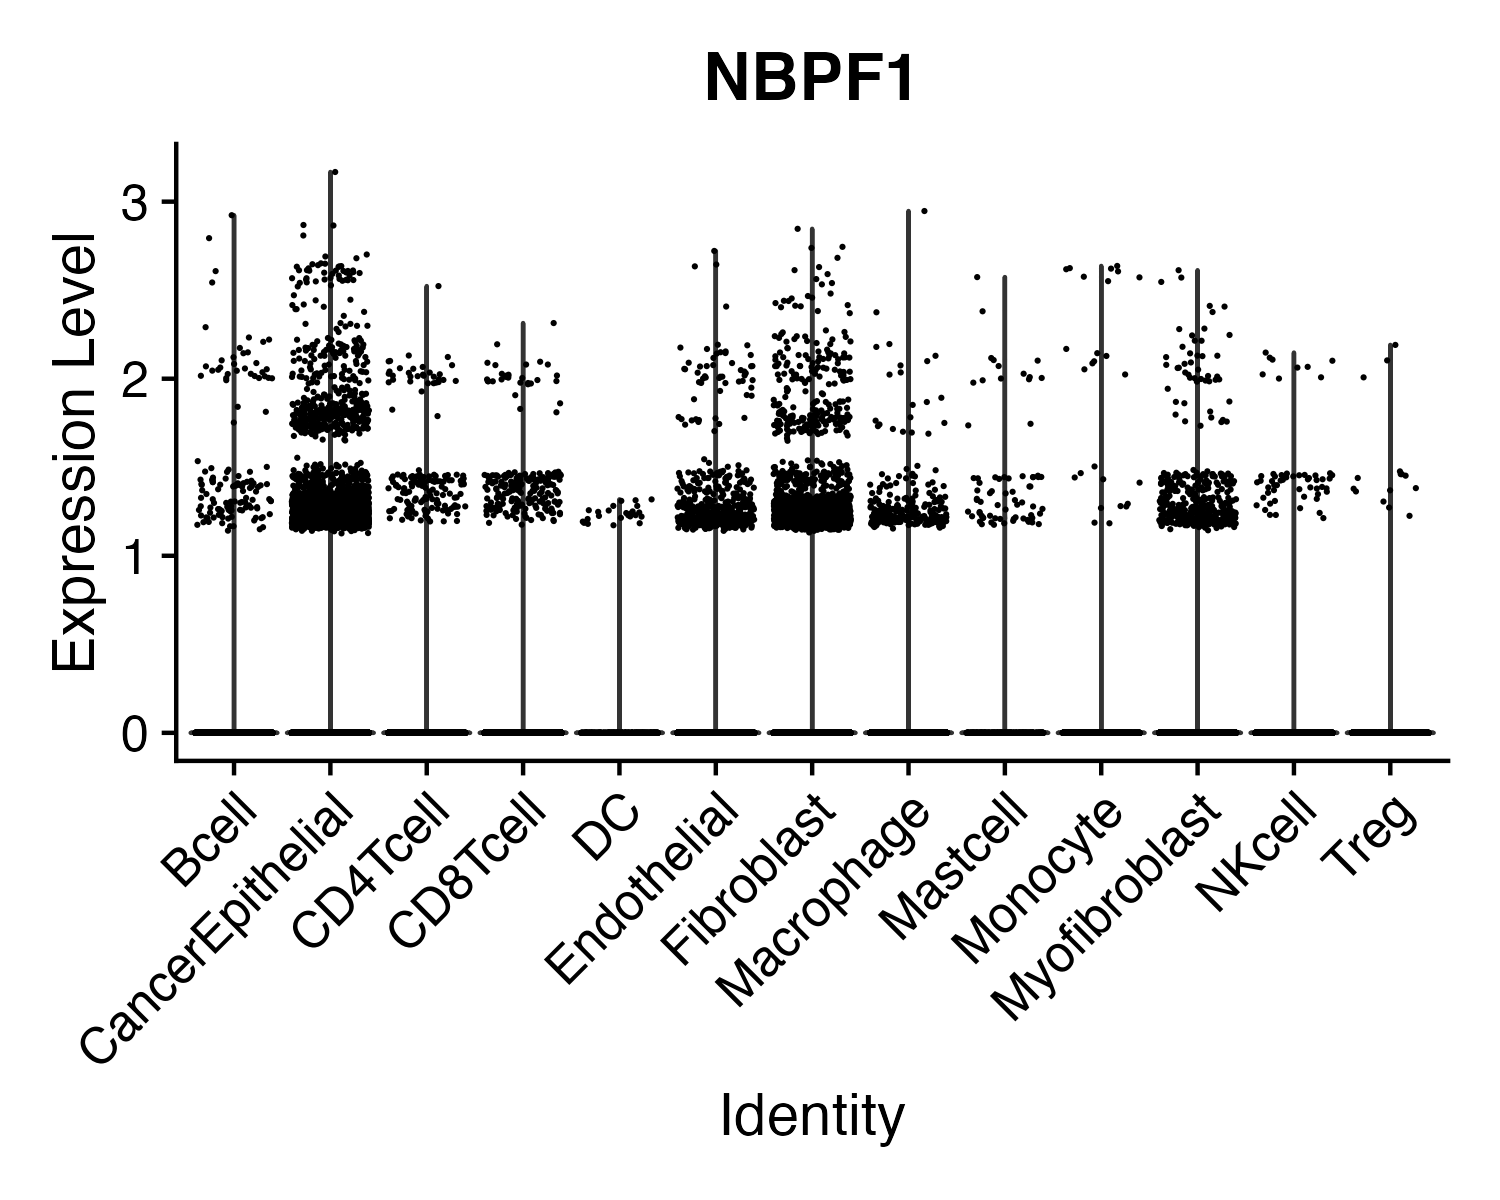 NBPF1
Expression Level
3
2
1
0
Bcell
CancerEpithelial
CD4Tcell
CD8Tcell
DC
Endothelial
Fibroblast
Macrophage
Mastcell
Monocyte
Myofibroblast
NKcell
Treg
Identity